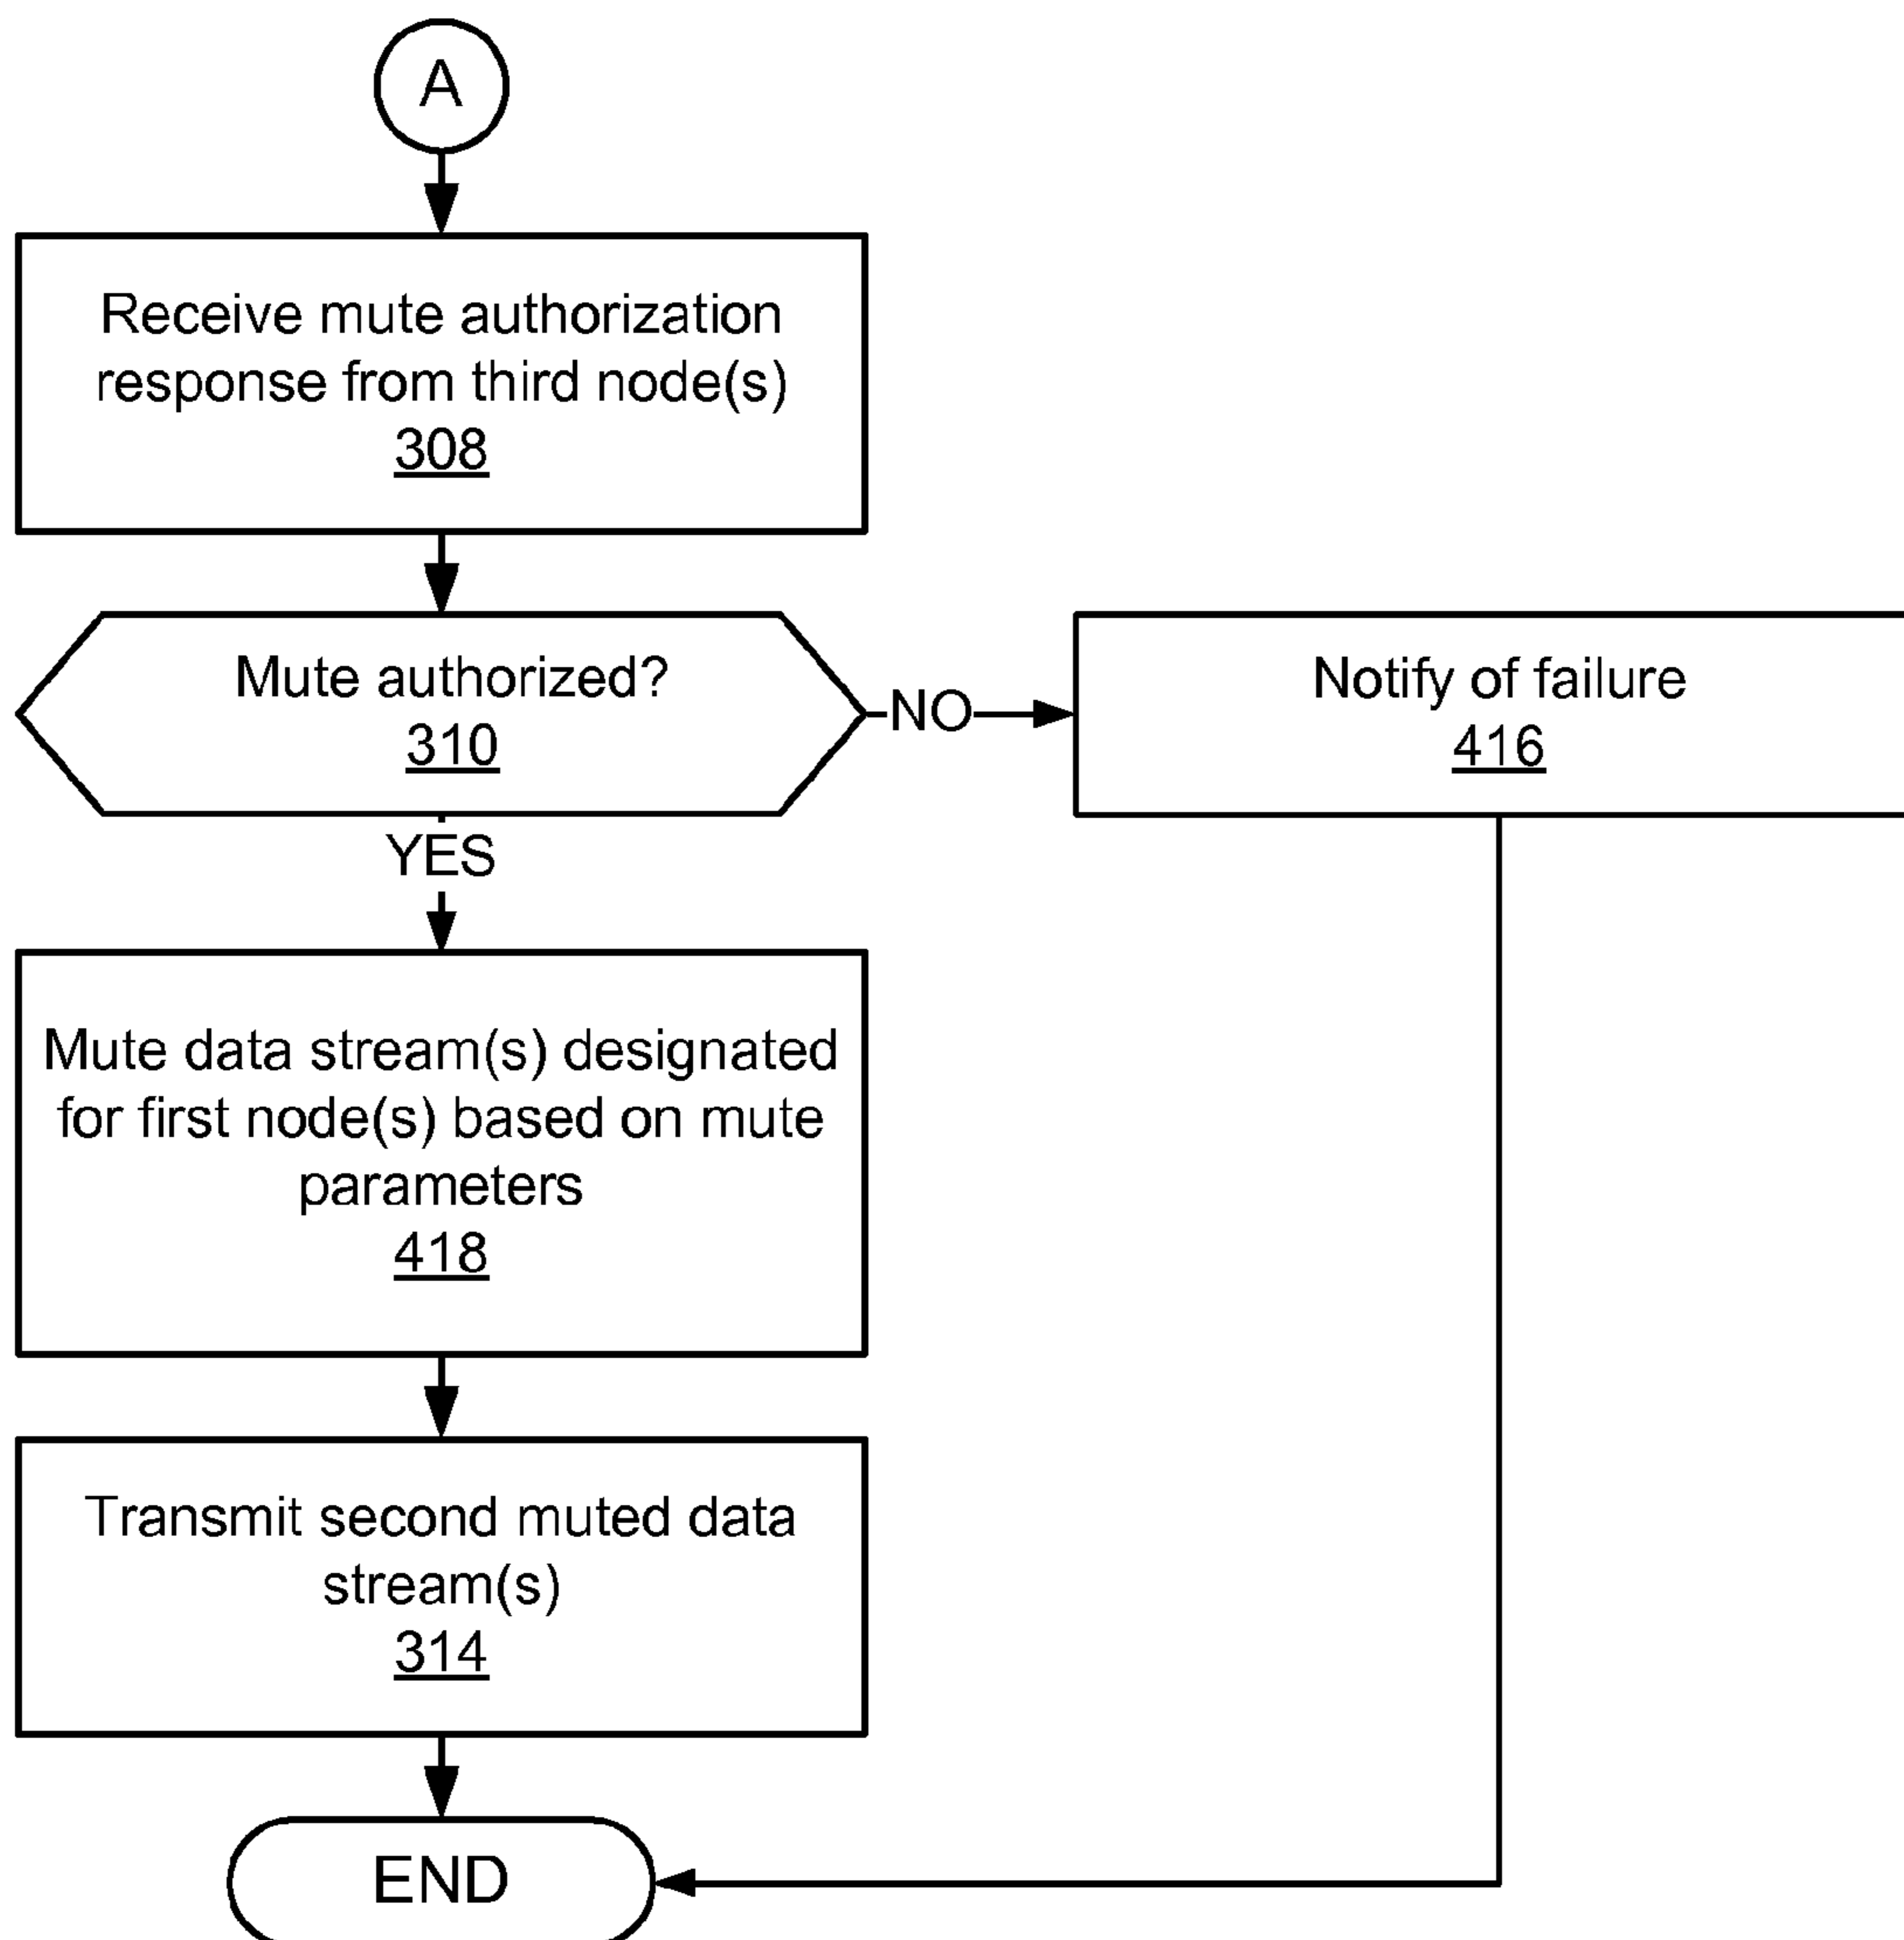 A
Receive mute authorization
response from third node(s)
308
Mute authorized?
310
NO
Notify of failure
416
YES
Mute data stream(s) designated
for first node(s) based on mute
parameters
418
Transmit second muted data
stream(s)
314
END